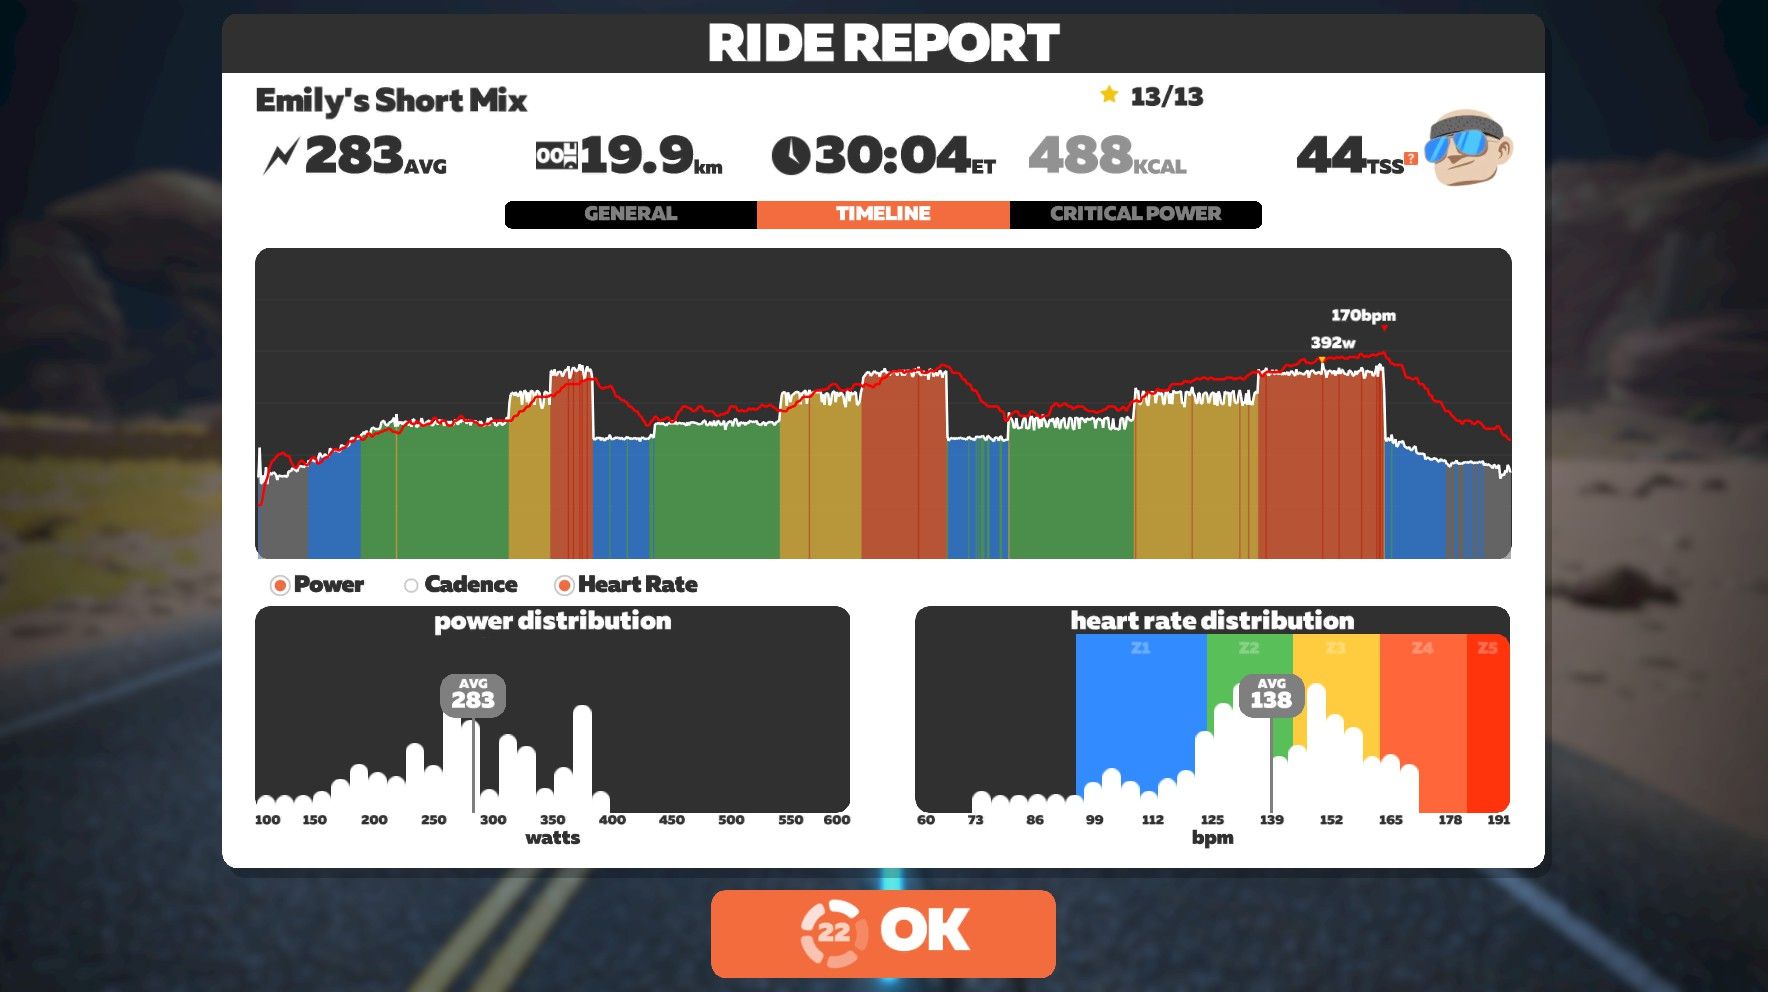 RIDE REPORT
Emily's Short Mix
13/13
283AVG
19.9km
30:04ET
488KCAL
44TSS?
GENERAL
TIMELINE
CRITICAL POWER
170bpm
392w
Power
Cadence
Heart Rate
power distribution
AVG
283
100 150 200 250 300 350 400 450 500 550 600
watts
heart rate distribution
Z1 Z2 Z3 Z4 Z5
AVG
138
60 73 86 99 112 125 139 152 165 178 191
bpm
22 OK